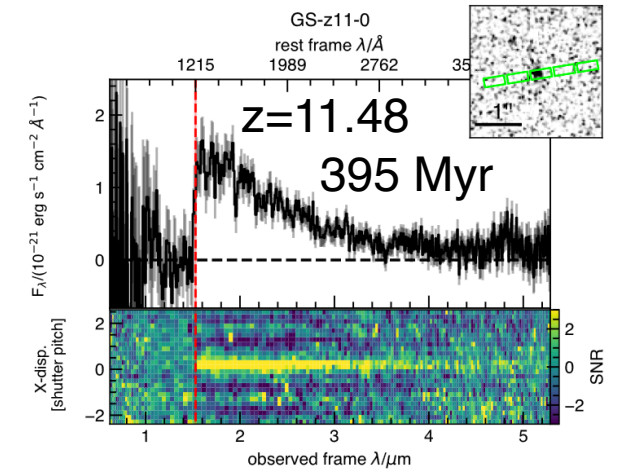 GS-z11-0
rest frame λ/Å
1215 1989 2762 35
1"
z=11.48
395 Myr
F_λ/(10⁻²¹ erg s⁻¹ cm⁻² Å⁻¹)
2
1
0
X-disp.
[shutter pitch]
2
0
−2
2
0
−2
SNR
1 2 3 4 5
observed frame λ/μm